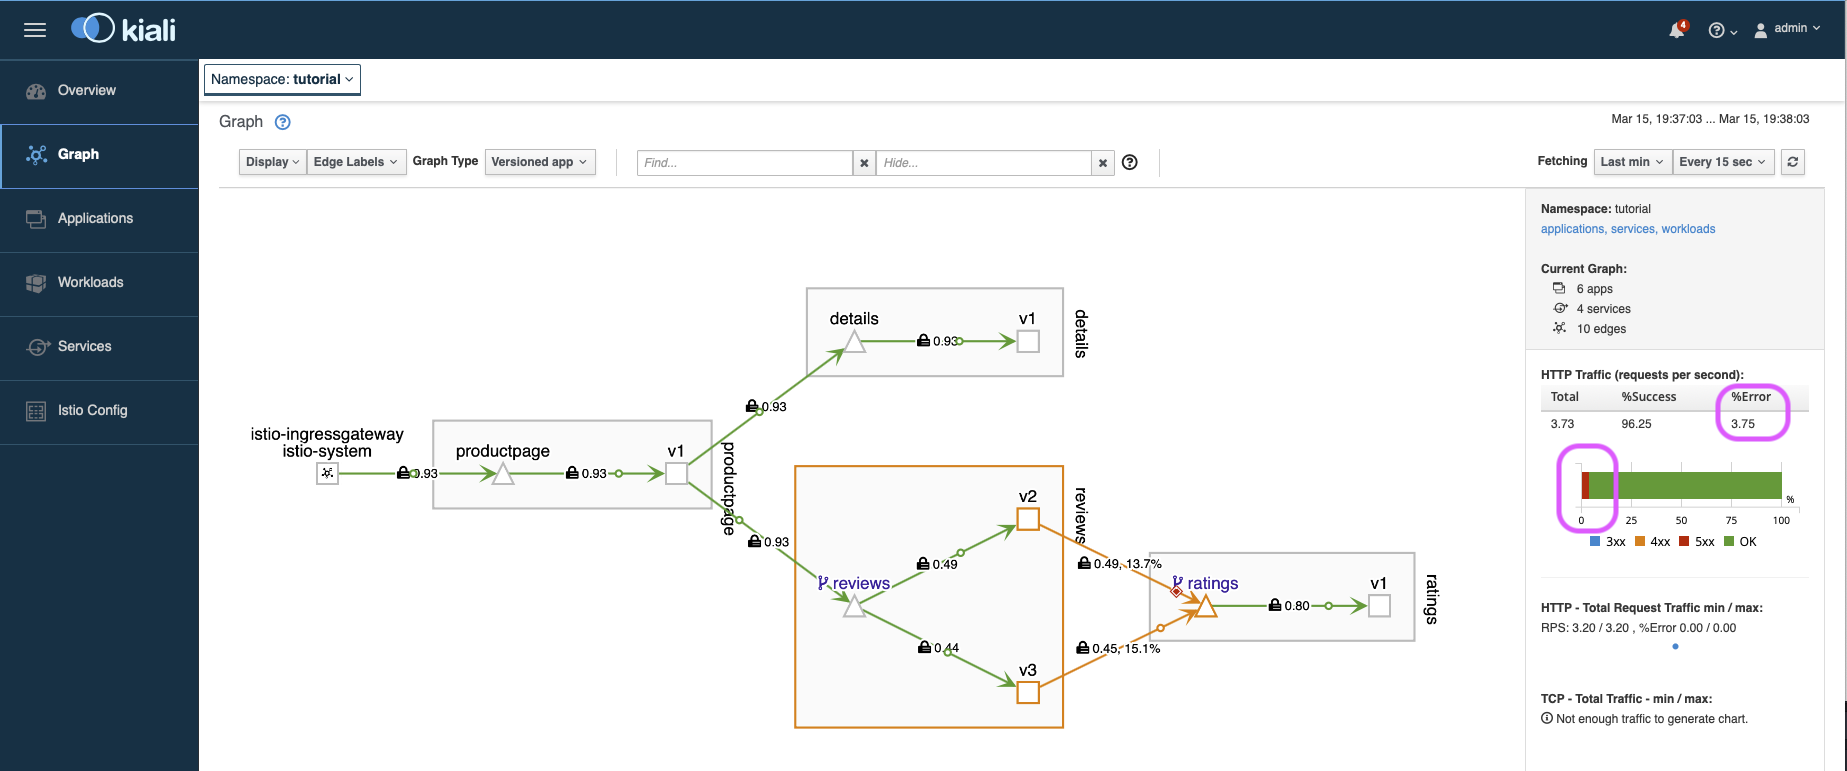 kiali
4
admin
Namespace: tutorial
Overview
Graph
Applications
Workloads
Services
Istio Config
Graph
Mar 15, 19:37:03 ... Mar 15, 19:38:03
Display
Edge Labels
Graph Type
Versioned app
Find...
Hide...
Fetching
Last min
Every 15 sec
Namespace: tutorial
applications, services, workloads
Current Graph:
6 apps
4 services
10 edges
HTTP Traffic (requests per second):
Total %Success %Error
3.73 96.25 3.75
%
0 25 50 75 100
3xx 4xx 5xx OK
HTTP - Total Request Traffic min / max:
RPS: 3.20 / 3.20 , %Error 0.00 / 0.00
TCP - Total Traffic - min / max:
Not enough traffic to generate chart.
details
v1
0.93
details
0.93
istio-ingressgateway
istio-system
0.93
productpage
0.93
v1
productpage
0.93
reviews
0.49
v2
0.44
v3
reviews
0.49, 13.7%
0.45, 15.1%
ratings
0.80
v1
ratings